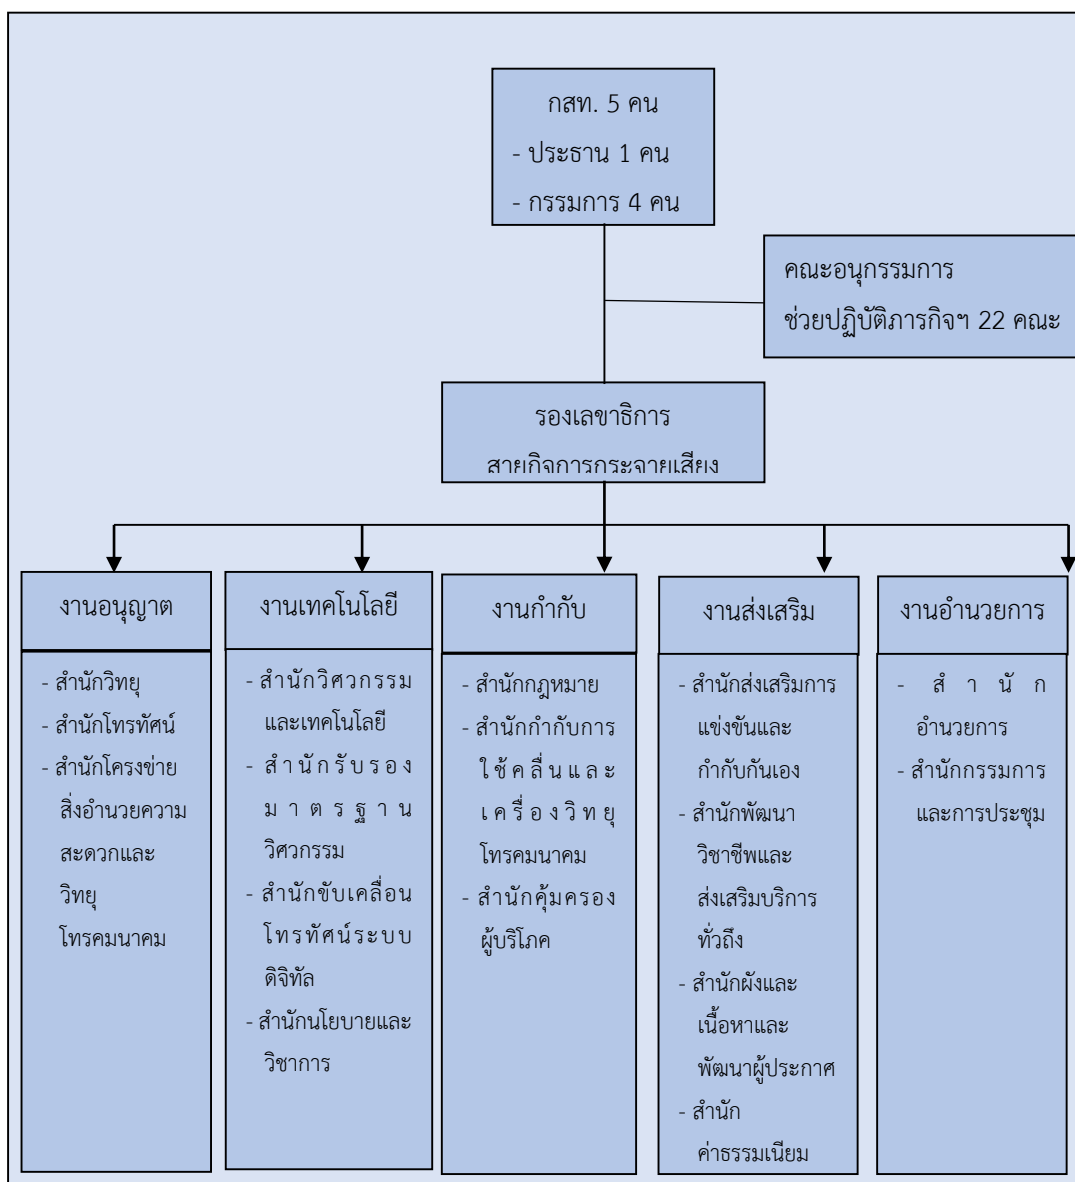 กสท. 5 คน
- ประธาน 1 คน
- กรรมการ 4 คน
คณะอนุกรรมการ
ช่วยปฏิบัติภารกิจฯ 22 คณะ
รองเลขาธิการ
สายกิจการกระจายเสียง
งานอนุญาต
- สำนักวิทยุ
- สำนักโทรทัศน์
- สำนักโครงข่าย
สิ่งอำนวยความ
สะดวกและ
วิทยุ
โทรคมนาคม
งานเทคโนโลยี
- สำนักวิศวกรรม
และเทคโนโลยี
- สำนักรับรอง
มาตรฐาน
วิศวกรรม
- สำนักขับเคลื่อน
โทรทัศน์ระบบ
ดิจิทัล
- สำนักนโยบายและ
วิชาการ
งานกำกับ
- สำนักกฎหมาย
- สำนักกำกับการ
ใช้คลื่นและ
เครื่องวิทยุ
โทรคมนาคม
- สำนักคุ้มครอง
ผู้บริโภค
งานส่งเสริม
- สำนักส่งเสริมการ
แข่งขันและ
กำกับกันเอง
- สำนักพัฒนา
วิชาชีพและ
ส่งเสริมบริการ
ทั่วถึง
- สำนักผังและ
เนื้อหาและ
พัฒนาผู้ประกาศ
- สำนัก
ค่าธรรมเนียม
งานอำนวยการ
- สำนัก
อำนวยการ
- สำนักกรรมการ
และการประชุม